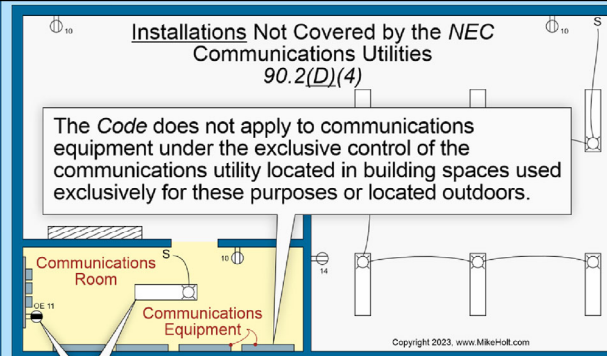 10
10
S
Installations Not Covered by the NEC
Communications Utilities
90.2(D)(4)
The Code does not apply to communications
equipment under the exclusive control of the
communications utility located in building spaces used
exclusively for these purposes or located outdoors.
S
10
14
Communications
Room
OE 11
Communications
Equipment
Copyright 2023, www.MikeHolt.com